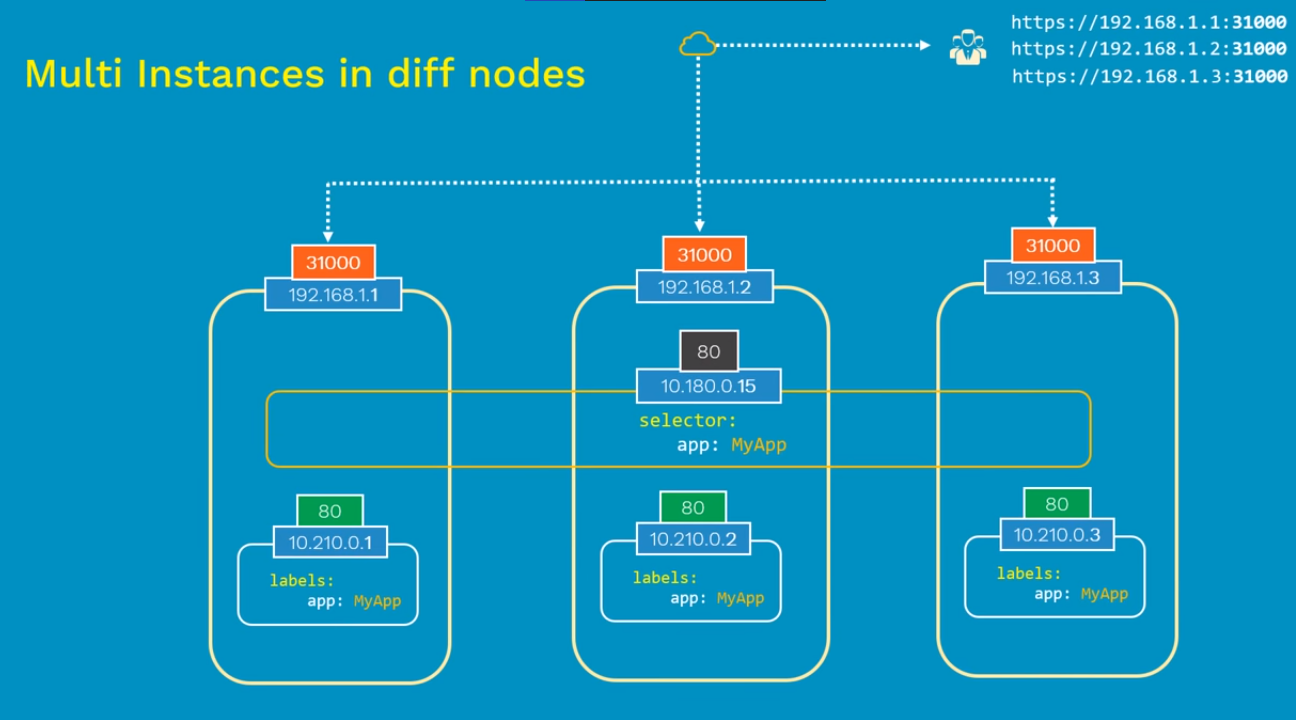 https://192.168.1.1:31000
https://192.168.1.2:31000
https://192.168.1.3:31000
Multi Instances in diff nodes
31000
192.168.1.1
31000
192.168.1.2
31000
192.168.1.3
80
10.180.0.15
selector:
app: MyApp
80
10.210.0.1
labels:
app: MyApp
80
10.210.0.2
labels:
app: MyApp
80
10.210.0.3
labels:
app: MyApp